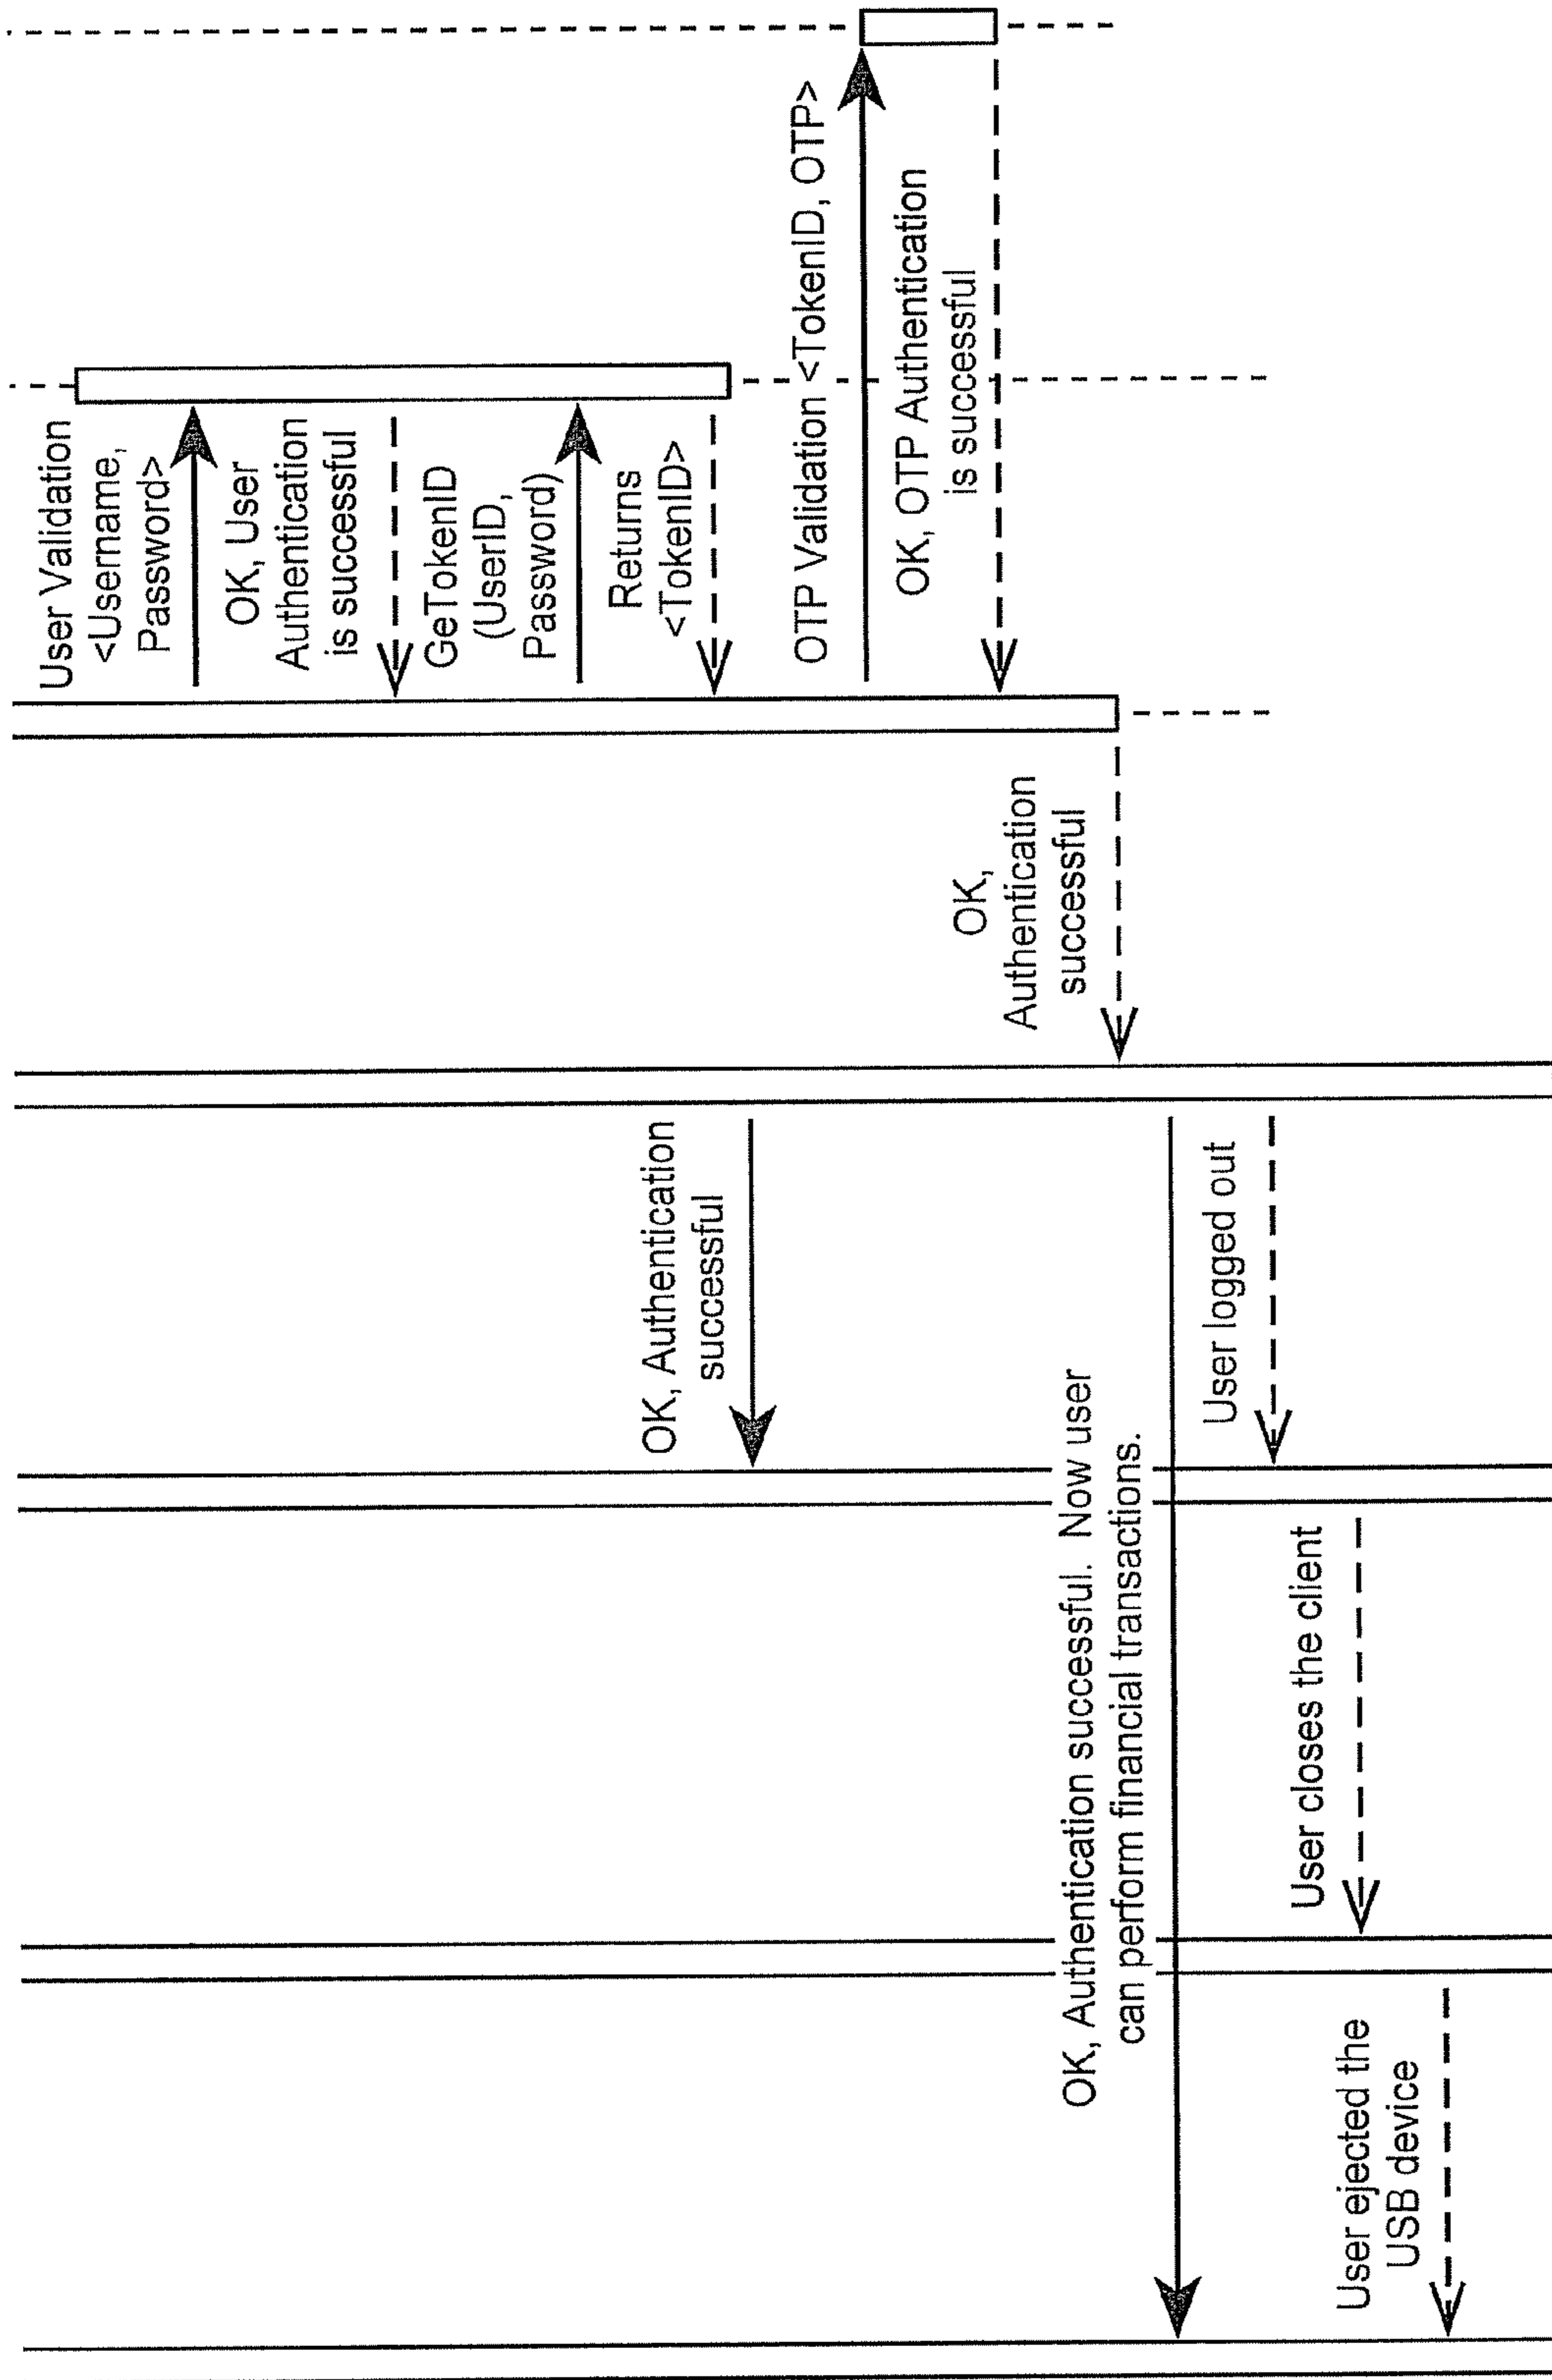 User Validation
<Username,
Password>
OK, User
Authentication
is successful
GeTokenID
(UserID,
Password)
Returns
<TokenID>
OTP Validation <TokenID, OTP>
OK, OTP Authentication
is successful
OK,
Authentication
successful
OK, Authentication
successful
OK, Authentication successful. Now user
can perform financial transactions.
User logged out
User closes the client
User ejected the
USB device